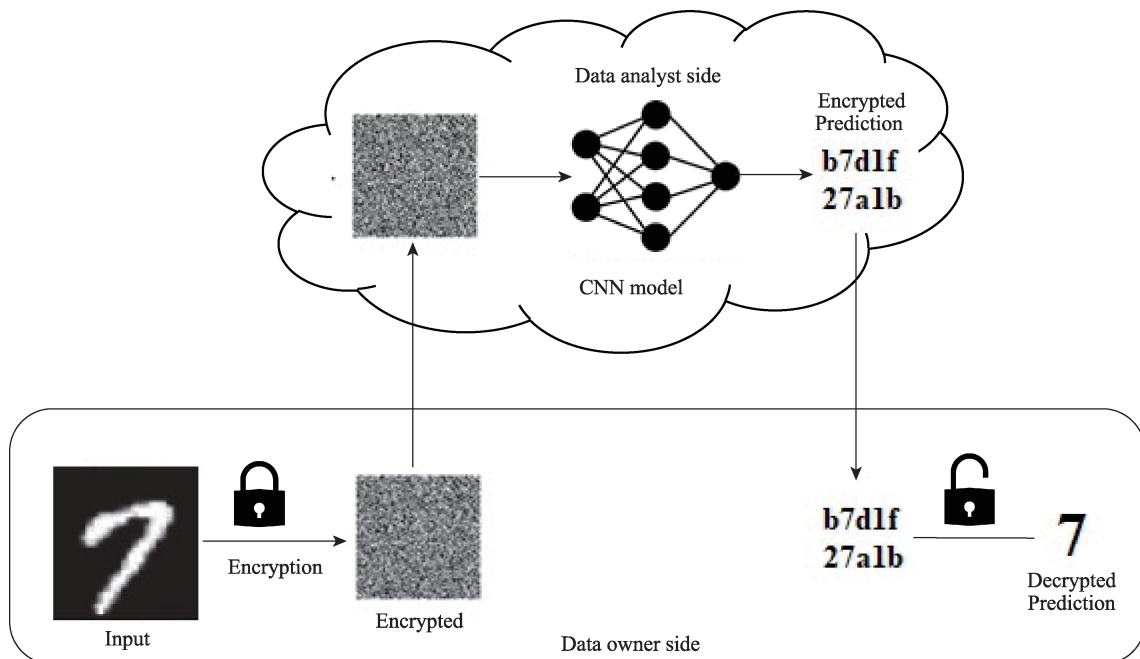 Data analyst side
Encrypted
Prediction
b7d1f
27a1b
CNN model
Encryption
Input
Encrypted
b7d1f
27a1b
7
Decrypted
Prediction
Data owner side